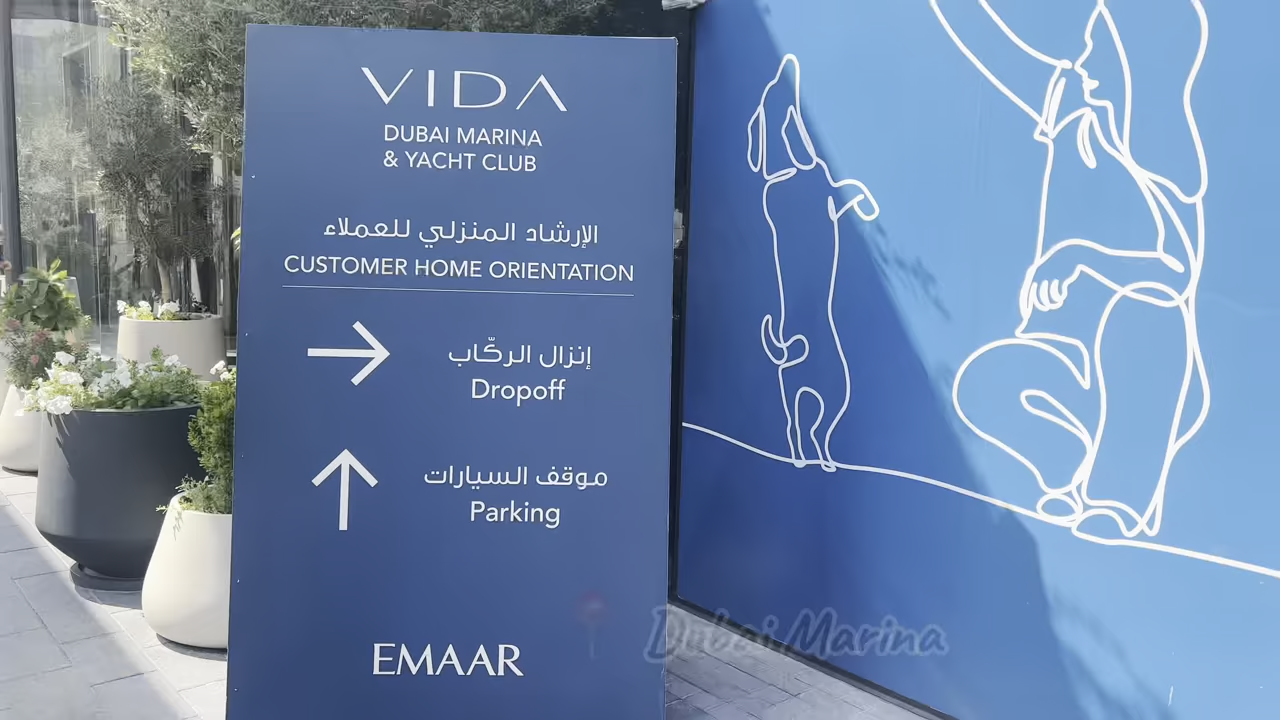 VIDA
DUBAI MARINA
& YACHT CLUB
الإرشاد المنزلي للعملاء
CUSTOMER HOME ORIENTATION
إنزال الركّاب
Dropoff
موقف السيارات
Parking
EMAAR
Dubai Marina